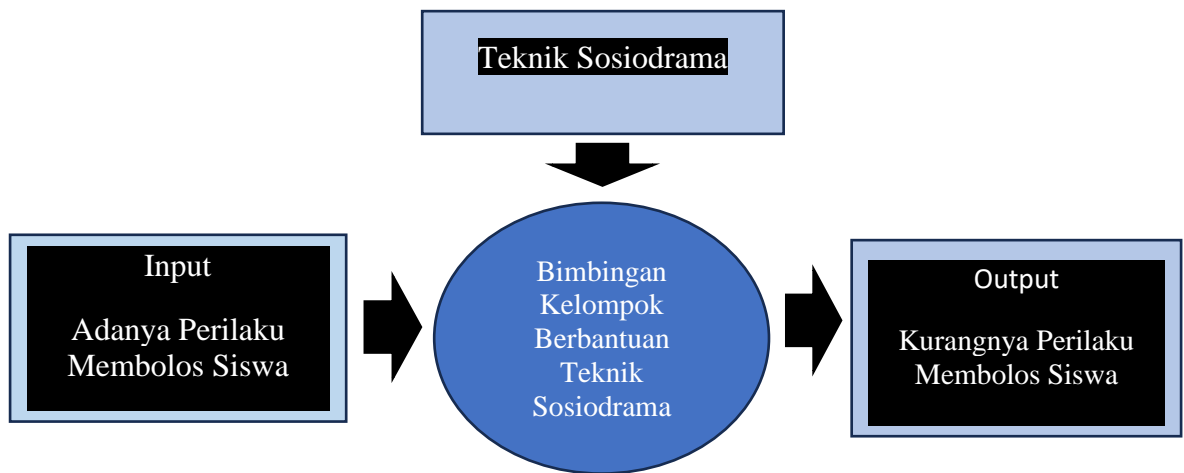 Teknik Sosiodrama
Input
Adanya Perilaku
Membolos Siswa
Bimbingan
Kelompok
Berbantuan
Teknik
Sosiodrama
Output
Kurangnya Perilaku
Membolos Siswa